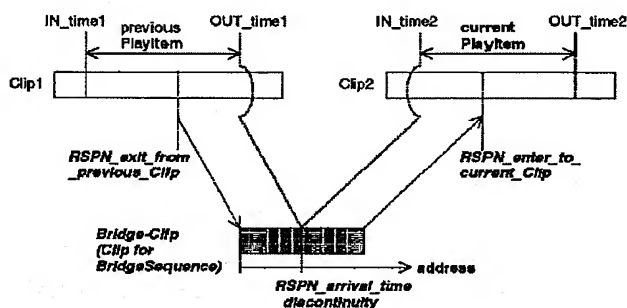 IN_time1
previous
PlayItem
OUT_time1
IN_time2
current
PlayItem
OUT_time2
Clip1
Clip2
RSPN_exit_from
_previous_Clip
RSPN_enter_to_
current_Clip
Bridge-Clip
(Clip for
BridgeSequence)
address
RSPN_arrival_time
discontinuity